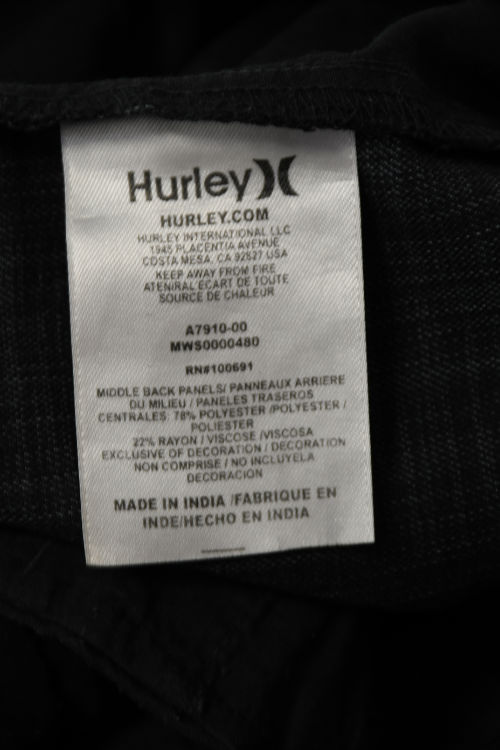 Hurley
HURLEY.COM
HURLEY INTERNATIONAL LLC
1945 PLACENTIA AVENUE
COSTA MESA, CA 92627 USA
KEEP AWAY FROM FIRE
ATENIRAL'ECART DE TOUTE
SOURCE DE CHALEUR
A7910-00
MWS0000480
RN#100691
MIDDLE BACK PANELS/ PANNEAUX ARRIERE
DU MILIEU / PANELES TRASEROS
CENTRALES: 78% POLYESTER /POLYESTER /
POLIESTER
22% RAYON / VISCOSE /VISCOSA
EXCLUSIVE OF DECORATION / DECORATION
NON COMPRISE / NO INCLUYELA
DECORACION
MADE IN INDIA /FABRIQUE EN
INDE/HECHO EN INDIA